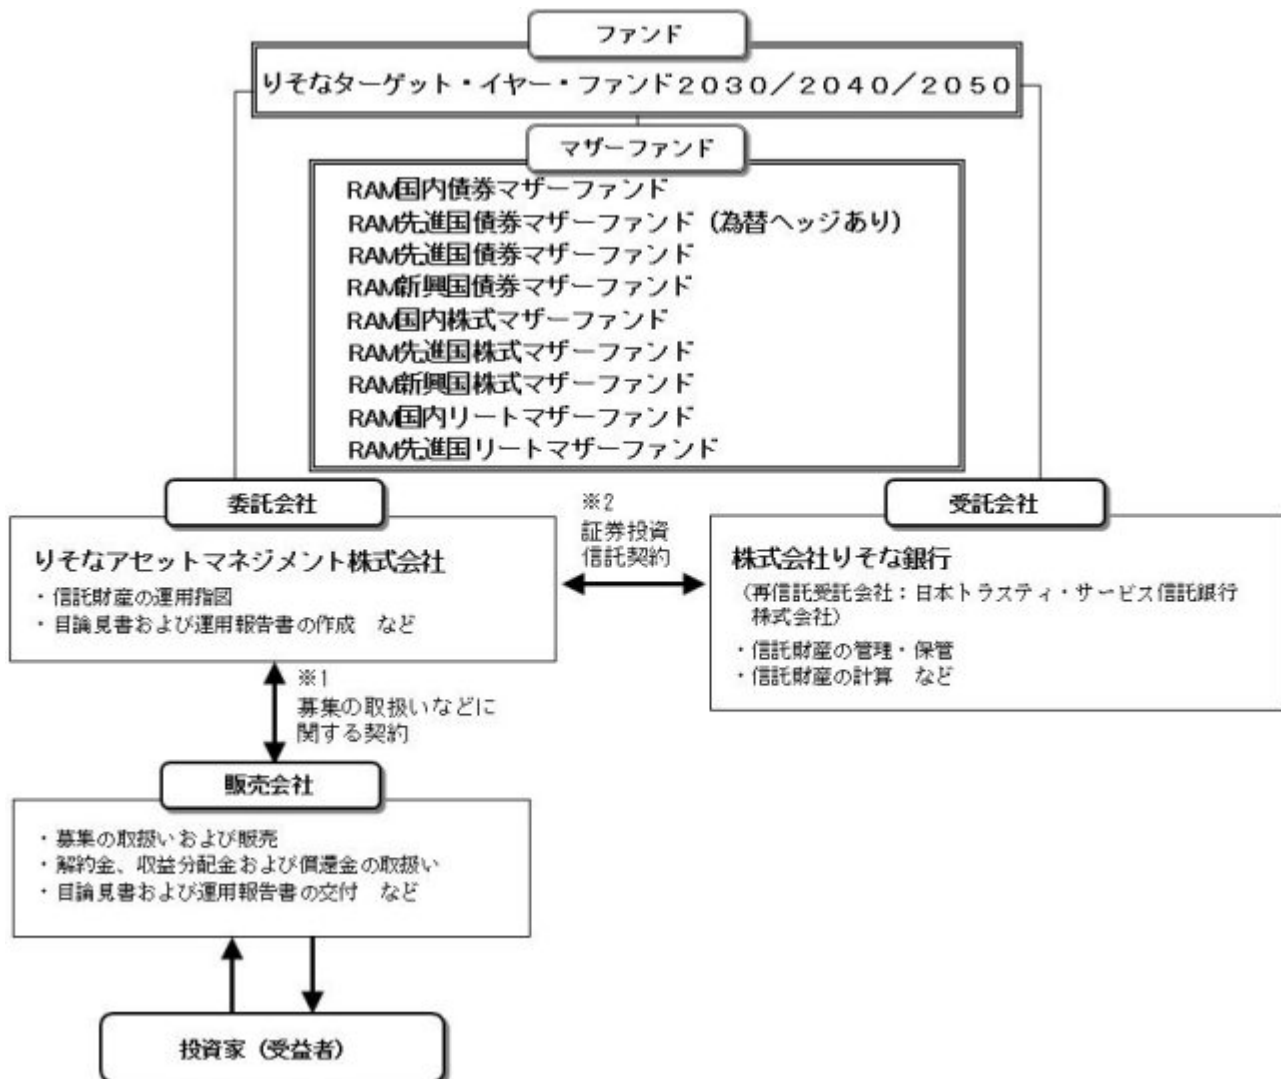 ファンド
りそなターゲット・イヤー・ファンド2030/2040/2050
マザーファンド
RAM国内債券マザーファンド
RAM先進国債券マザーファンド(為替ヘッジあり)
RAM先進国債券マザーファンド
RAM新興国債券マザーファンド
RAM国内株式マザーファンド
RAM先進国株式マザーファンド
RAM新興国株式マザーファンド
RAM国内リートマザーファンド
RAM先進国リートマザーファンド
委託会社
りそなアセットマネジメント株式会社
・信託財産の運用指図
・目論見書および運用報告書の作成 など
※2
証券投資
信託契約
受託会社
株式会社りそな銀行
(再信託受託会社:日本トラスティ・サービス信託銀行
株式会社)
・信託財産の管理・保管
・信託財産の計算 など
※1
募集の取扱いなどに
関する契約
販売会社
・募集の取扱いおよび販売
・解約金、収益分配金および償還金の取扱い
・目論見書および運用報告書の交付 など
投資家(受益者)